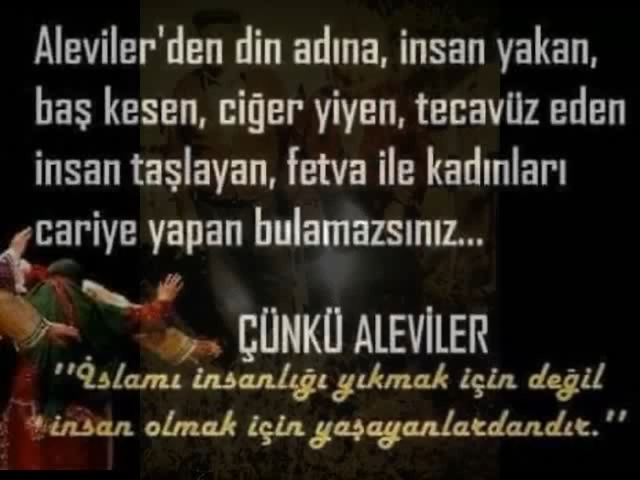 Aleviler'den din adına, insan yakan,
baş kesen, ciğer yiyen, tecavüz eden
insan taşlayan, fetva ile kadınları
cariye yapan bulamazsınız...
ÇÜNKÜ ALEVİLER
"İslamı insanlığı yıkmak için değil
insan olmak için yaşayanlardandır."